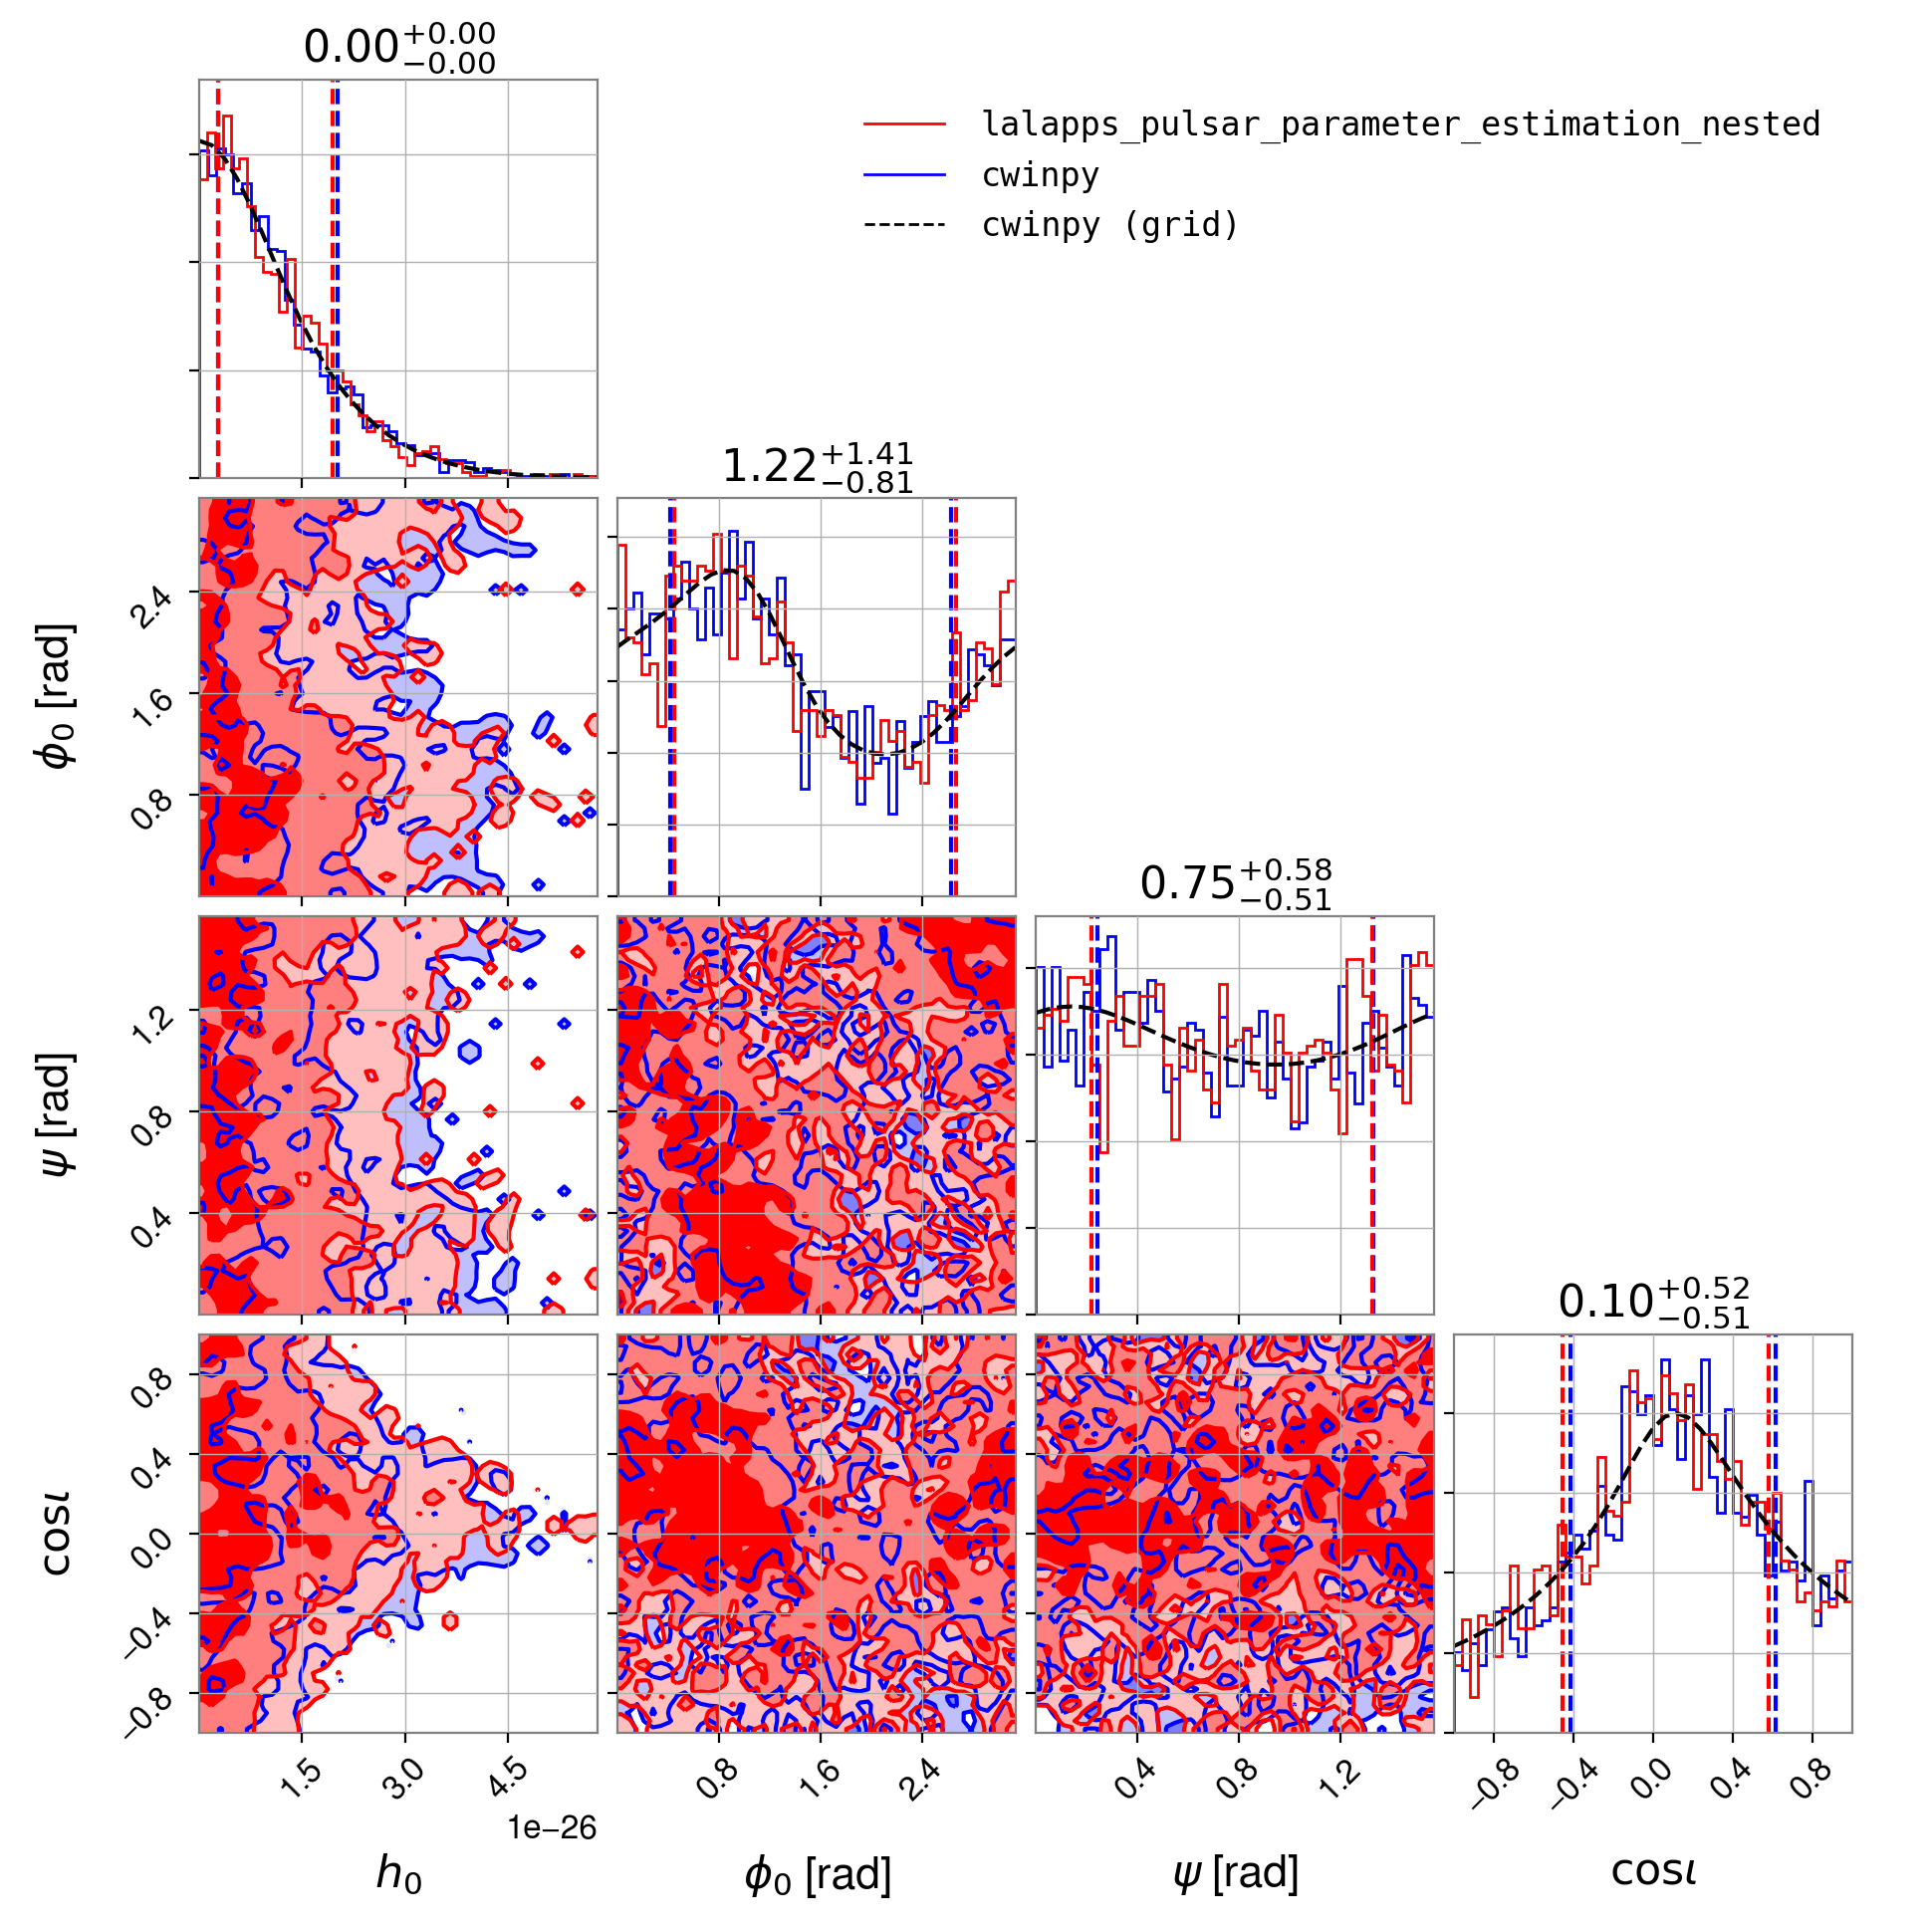 0.00+0.00−0.00
lalapps_pulsar_parameter_estimation_nested
cwinpy
cwinpy (grid)
1.22+1.41−0.81
ϕ0 [rad]
2.4
1.6
0.8
0.75+0.58−0.51
ψ [rad]
1.2
0.8
0.4
0.10+0.52−0.51
cosι
0.8
0.4
0.0
−0.4
−0.8
1.5 3.0 4.5
0.8 1.6 2.4
0.4 0.8 1.2
−0.8 −0.4 0.0 0.4 0.8
1e−26
h0
ϕ0 [rad]
ψ [rad]
cosι